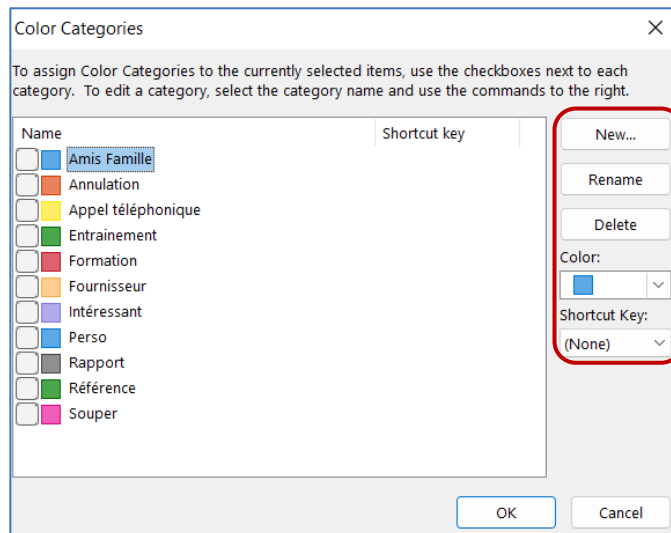 Color Categories
To assign Color Categories to the currently selected items, use the checkboxes next to each
category. To edit a category, select the category name and use the commands to the right.
Name Shortcut key
Amis Famille
Annulation
Appel téléphonique
Entrainement
Formation
Fournisseur
Intéressant
Perso
Rapport
Référence
Souper
New...
Rename
Delete
Color:
Shortcut Key:
(None)
OK Cancel